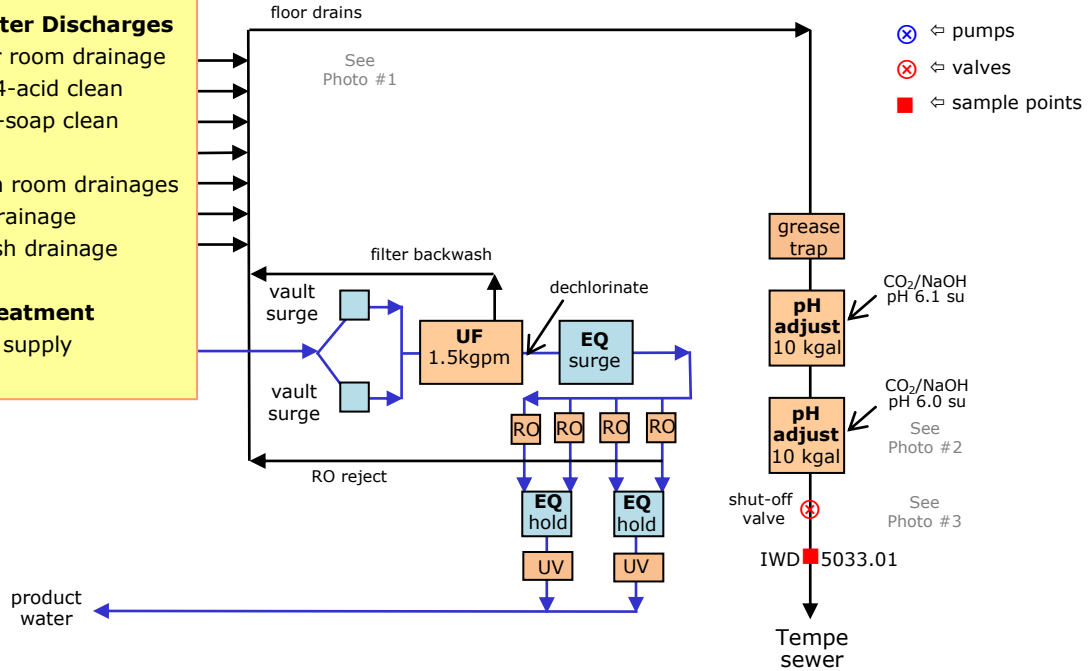 ter Discharges
r room drainage
4-acid clean
-soap clean
n room drainages
rainage
sh drainage
eatment
supply
floor drains
See
Photo #1
⇦ pumps
⇦ valves
⇦ sample points
grease
trap
CO₂/NaOH
pH 6.1 su
pH
adjust
10 kgal
CO₂/NaOH
pH 6.0 su
pH
adjust
10 kgal
See
Photo #2
shut-off
valve
See
Photo #3
IWD 5033.01
Tempe
sewer
filter backwash
vault
surge
vault
surge
UF
1.5kgpm
dechlorinate
EQ
surge
RO RO RO RO
RO reject
EQ
hold
EQ
hold
UV UV
product
water